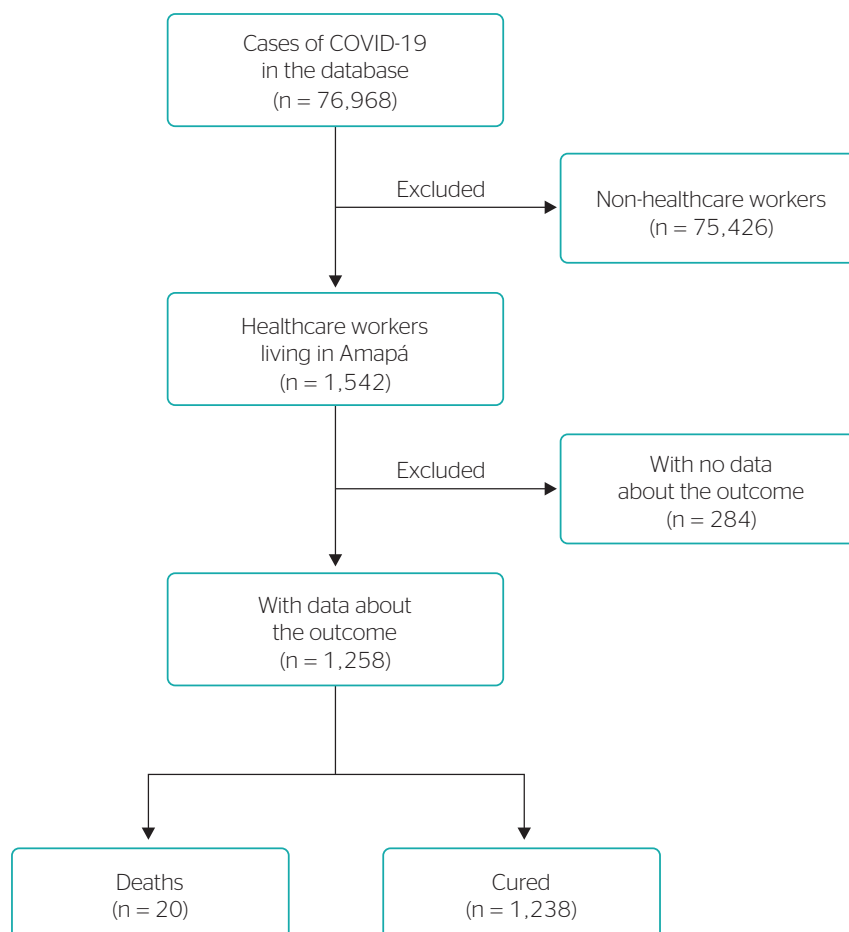 Cases of COVID-19
in the database
(n = 76,968)
Excluded
Non-healthcare workers
(n = 75,426)
Healthcare workers
living in Amapá
(n = 1,542)
Excluded
With no data
about the outcome
(n = 284)
With data about
the outcome
(n = 1,258)
Deaths
(n = 20)
Cured
(n = 1,238)